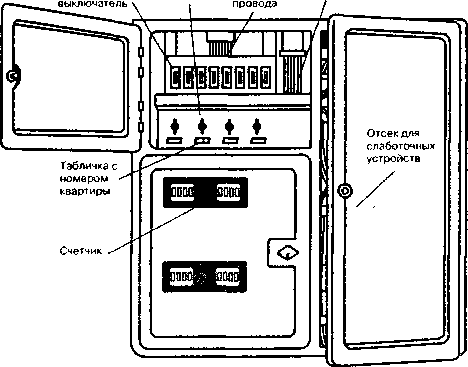 выключатель
провода
Отсек для
слаботочных
устройств
Табличка с
номером
квартиры
Счетчик